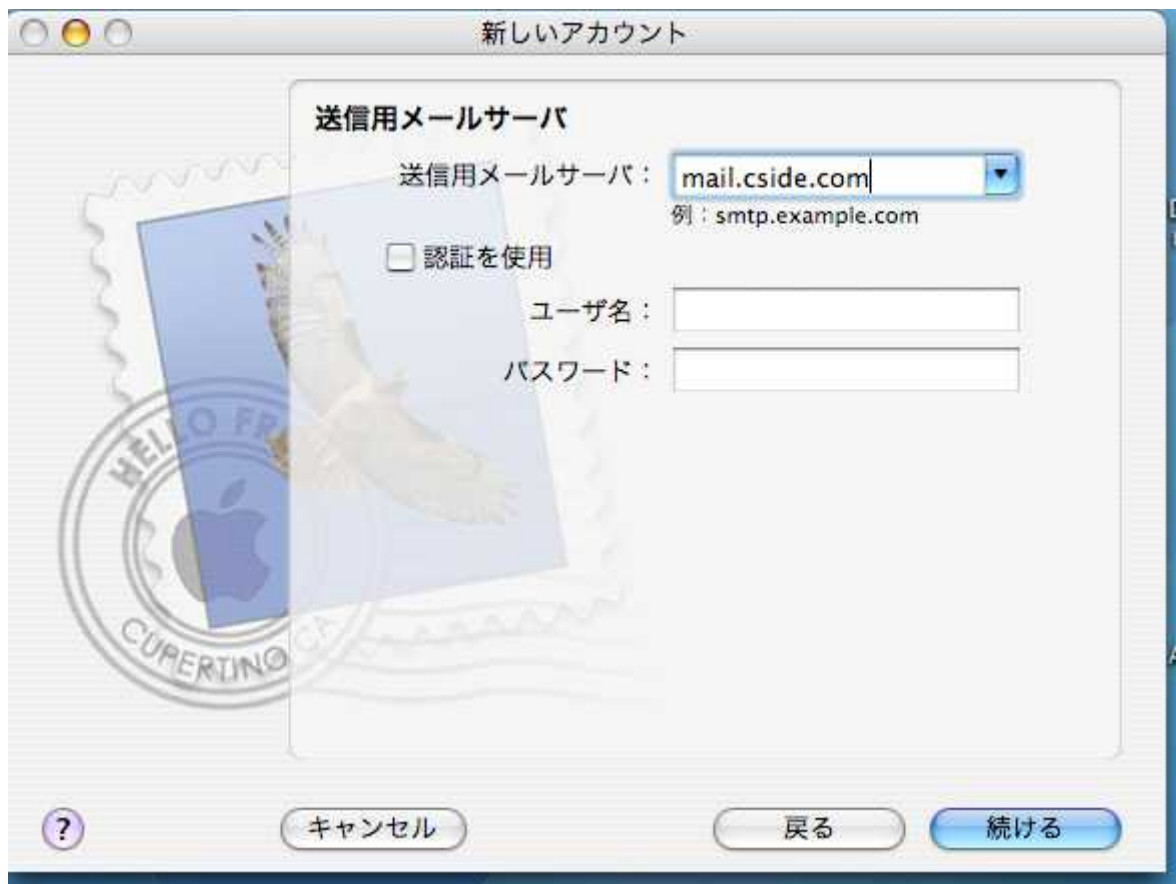 新しいアカウント
送信用メールサーバ
送信用メールサーバ： mail.cside.com
例：smtp.example.com
認証を使用
ユーザ名：
パスワード：
HELLO FR
CUPERTINO CA
? キャンセル 戻る 続ける